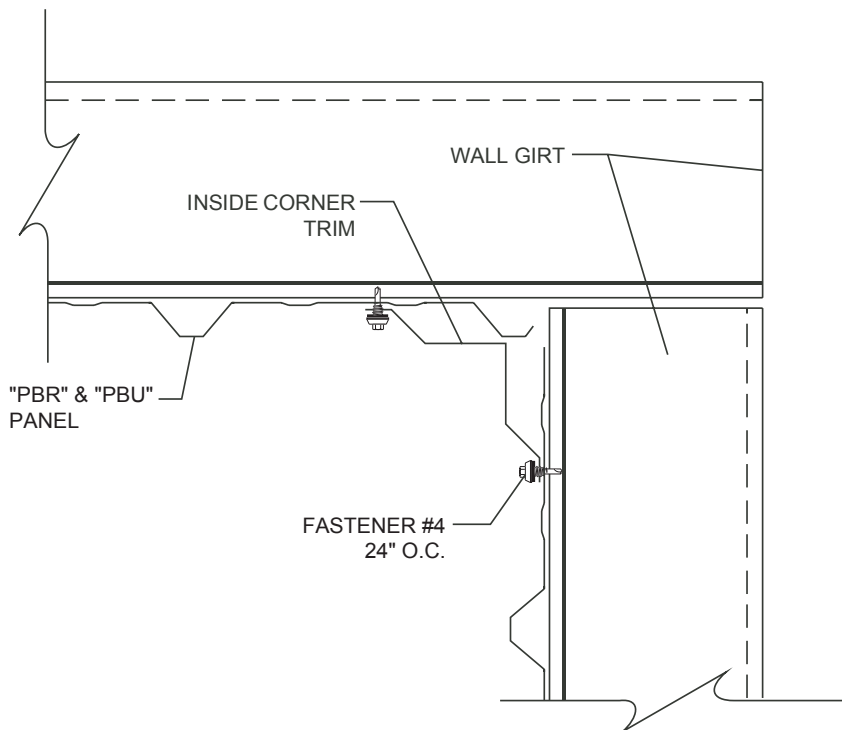 WALL GIRT
INSIDE CORNER
TRIM
"PBR" & "PBU"
PANEL
FASTENER #4
24" O.C.